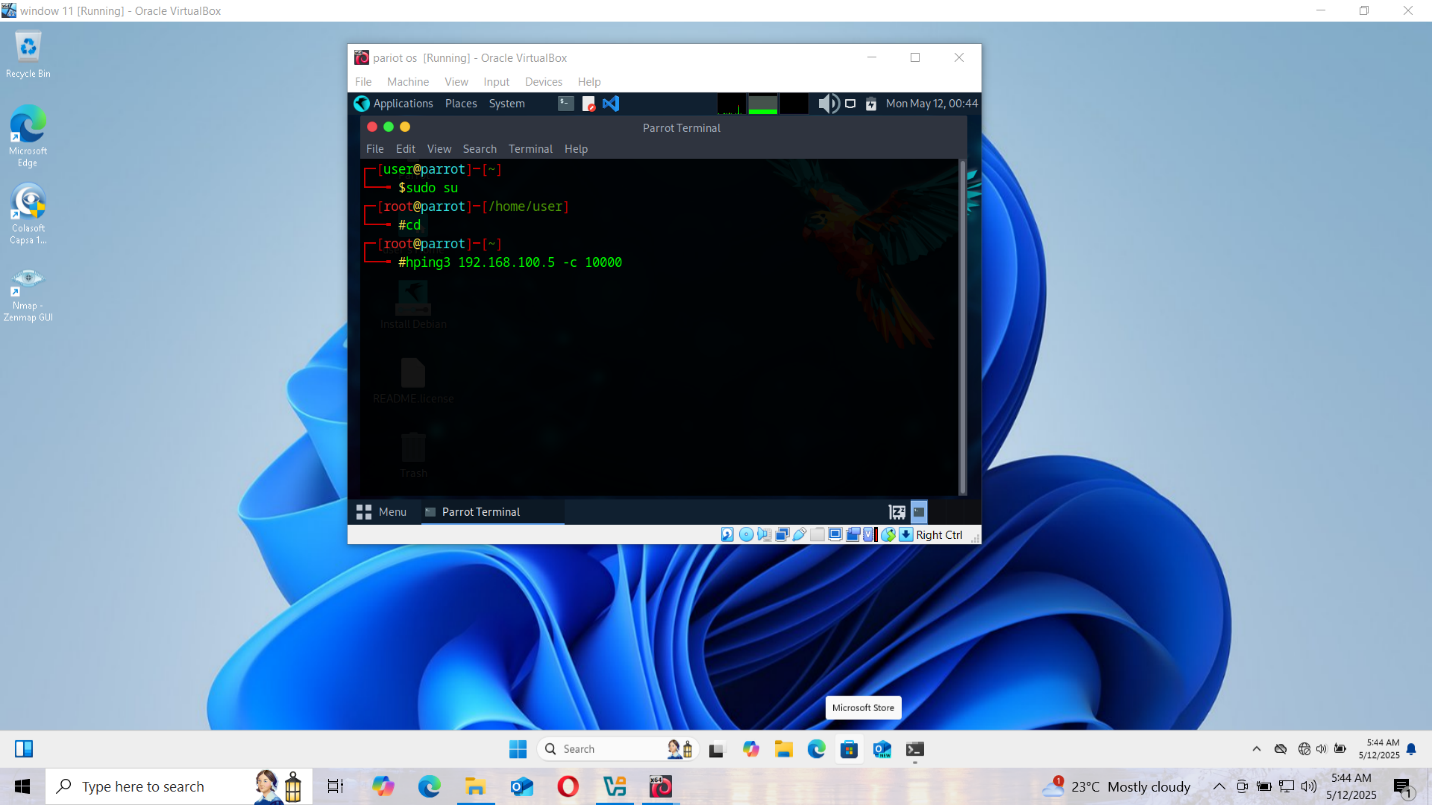 window 11 [Running] - Oracle VirtualBox
Recycle Bin
Microsoft
Edge
Colasoft
Capsa 1...
Nmap -
Zenmap GUI
pariot os [Running] - Oracle VirtualBox
File Machine View Input Devices Help
Applications Places System Mon May 12, 00:44
Parrot Terminal
File Edit View Search Terminal Help
[user@parrot]─[~]
$sudo su
[root@parrot]─[/home/user]
#cd
[root@parrot]─[~]
#hping3 192.168.100.5 -c 10000
Install Debian
README.license
Trash
Menu Parrot Terminal
Right Ctrl
Microsoft Store
Search
5:44 AM
5/12/2025
Type here to search
23°C Mostly cloudy
5:44 AM
5/12/2025